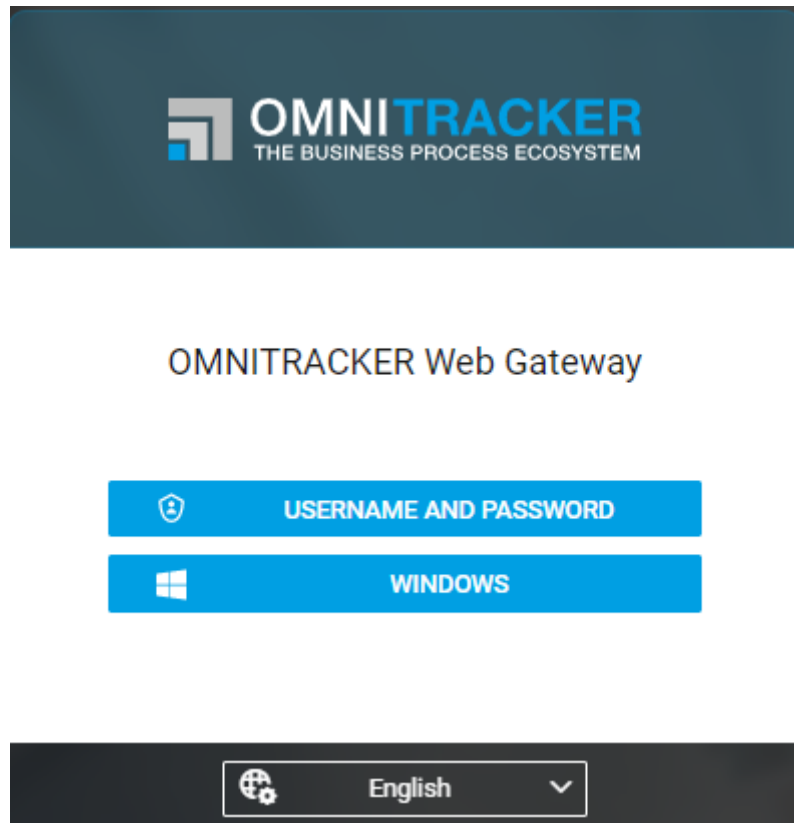 OMNITRACKER
THE BUSINESS PROCESS ECOSYSTEM
OMNITRACKER Web Gateway
USERNAME AND PASSWORD
WINDOWS
English